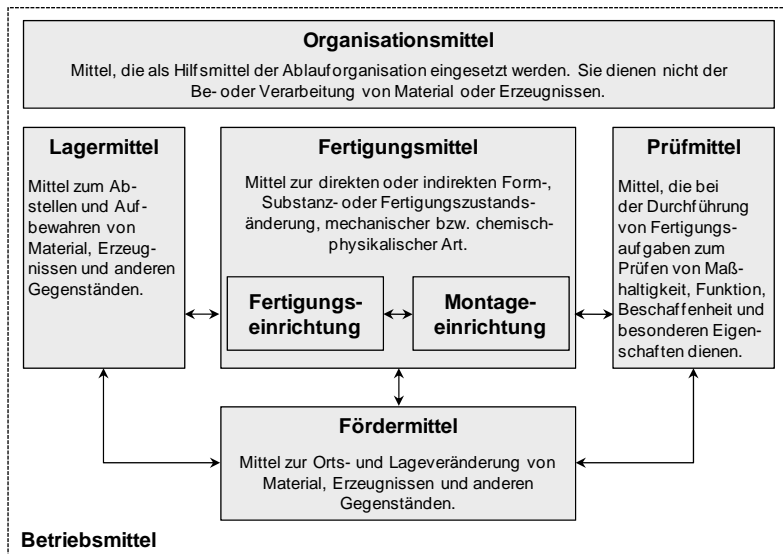 Organisationsmittel
Mittel, die als Hilfsmittel der Ablauforganisation eingesetzt werden. Sie dienen nicht der
Be- oder Verarbeitung von Material oder Erzeugnissen.
Lagermittel
Mittel zum Ab-
stellen und Auf-
bewahren von
Material, Erzeug-
nissen und anderen
Gegenständen.
Fertigungsmittel
Mittel zur direkten oder indirekten Form-,
Substanz- oder Fertigungszustands-
änderung, mechanischer bzw. chemisch-
physikalischer Art.
Fertigungs-
einrichtung
Montage-
einrichtung
Prüfmittel
Mittel, die bei
der Durchführung
von Fertigungs-
aufgaben zum
Prüfen von Maß-
haltigkeit, Funktion,
Beschaffenheit und
besonderen Eigen-
schaften dienen.
Fördermittel
Mittel zur Orts- und Lageveränderung von
Material, Erzeugnissen und anderen
Gegenständen.
Betriebsmittel